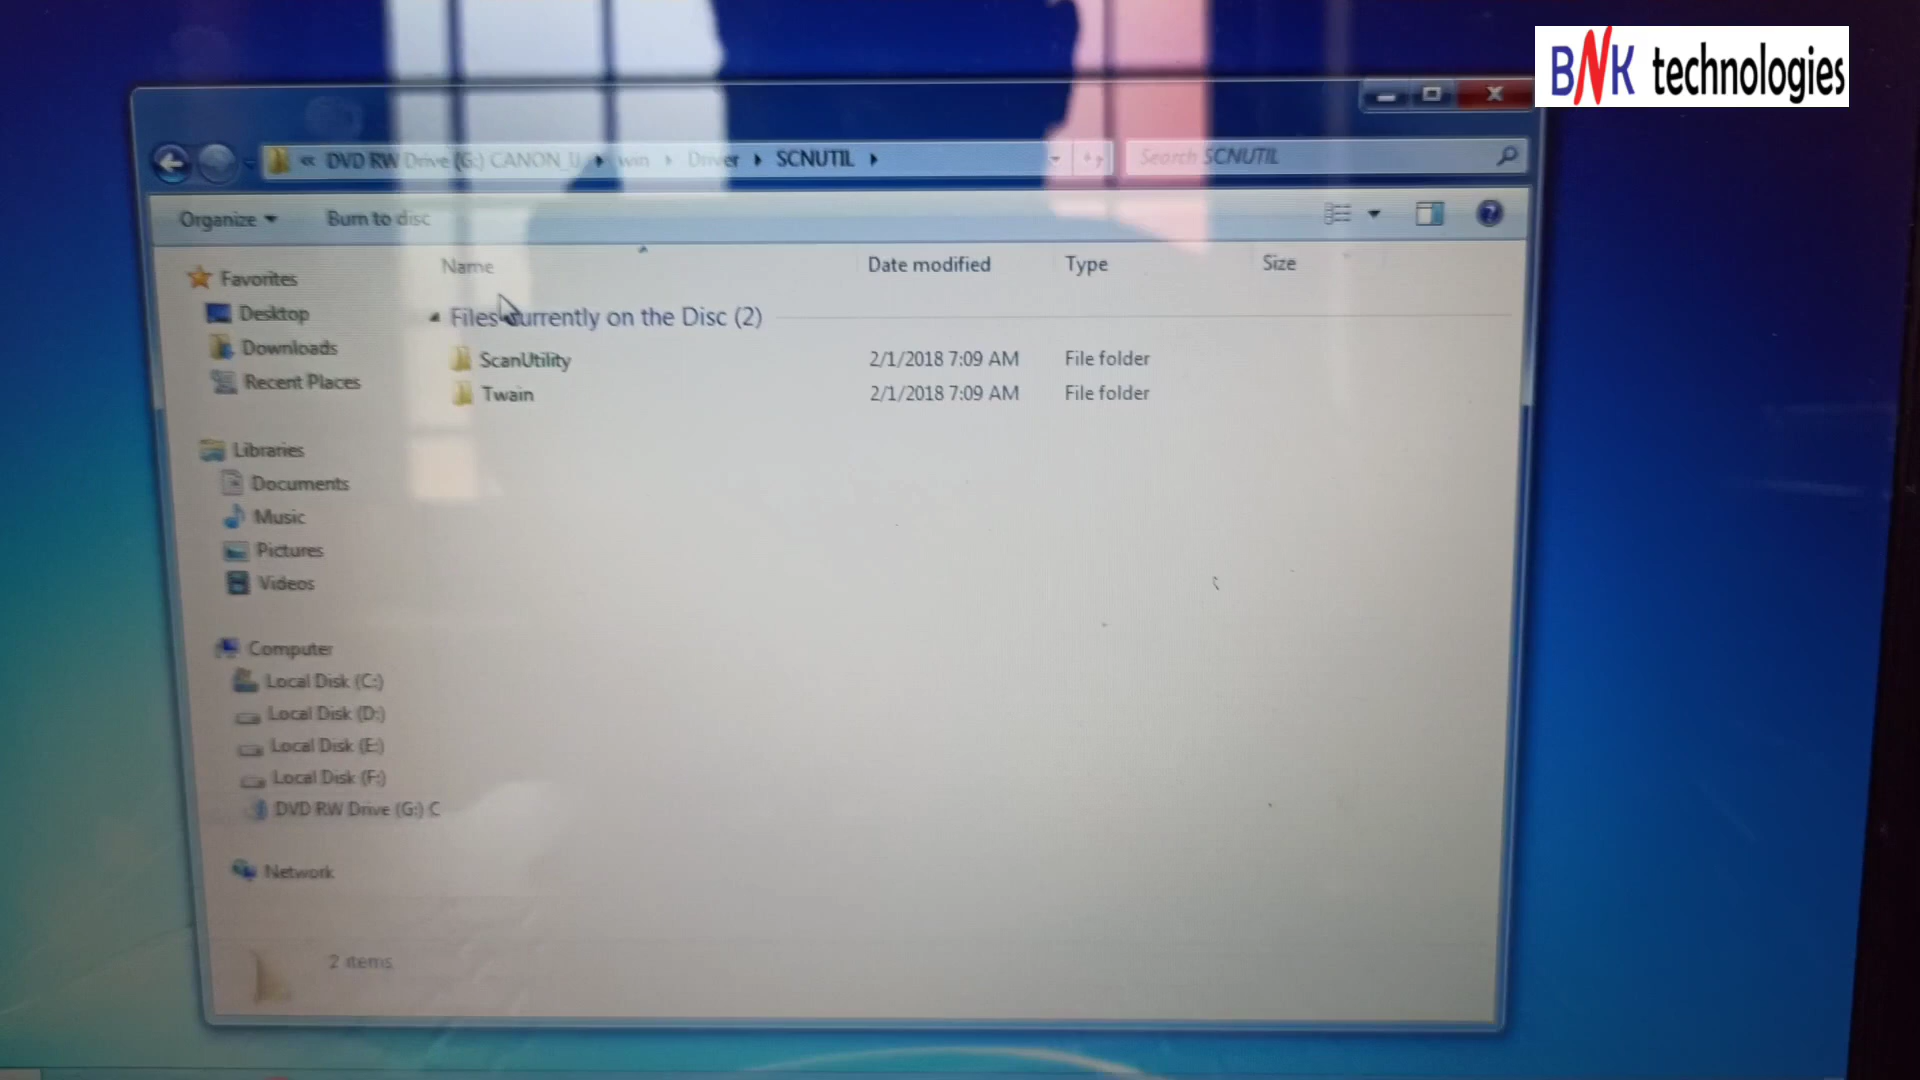 BNK technologies
« DVD RW Drive (G:) CANON_IJ win Driver SCNUTIL
Search SCNUTIL
Organize Burn to disc
Name Date modified Type Size
Files currently on the Disc (2)
ScanUtility 2/1/2018 7:09 AM File folder
Twain 2/1/2018 7:09 AM File folder
Favorites
Desktop
Downloads
Recent Places
Libraries
Documents
Music
Pictures
Videos
Computer
Local Disk (C:)
Local Disk (D:)
Local Disk (E:)
Local Disk (F:)
DVD RW Drive (G:) C
Network
2 items